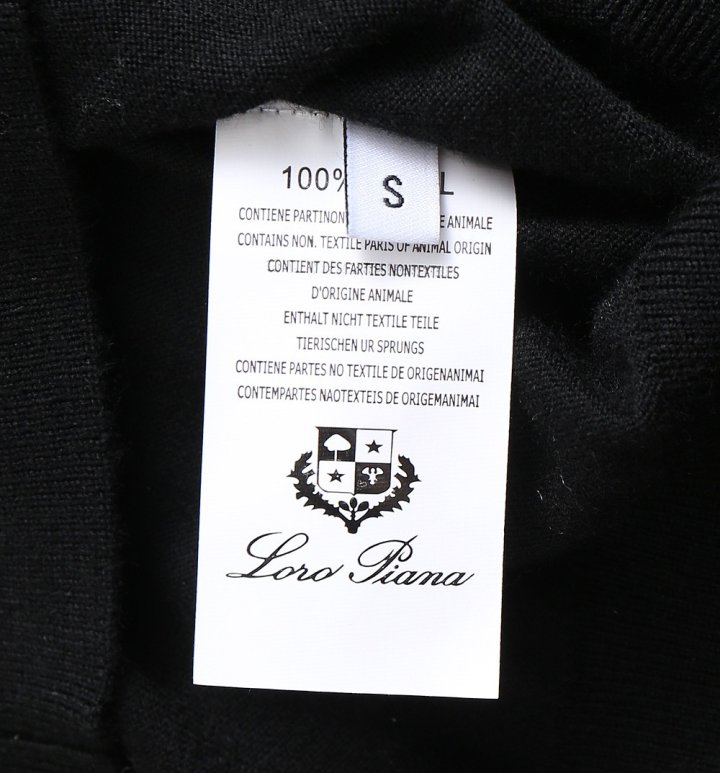 100%
S
L
CONTIENE PARTINON E ANIMALE
CONTAINS NON. TEXTILE PARIS OF ANIMAL ORIGIN
CONTIENT DES FARTIES NONTEXTILES
D'ORIGINE ANIMALE
ENTHALT NICHT TEXTILE TEILE
TIERISCHEN UR SPRUNGS
CONTIENE PARTES NO TEXTILE DE ORIGENANIMAI
CONTEMPARTES NAOTEXTEIS DE ORIGEMANIMAI
Loro Piana